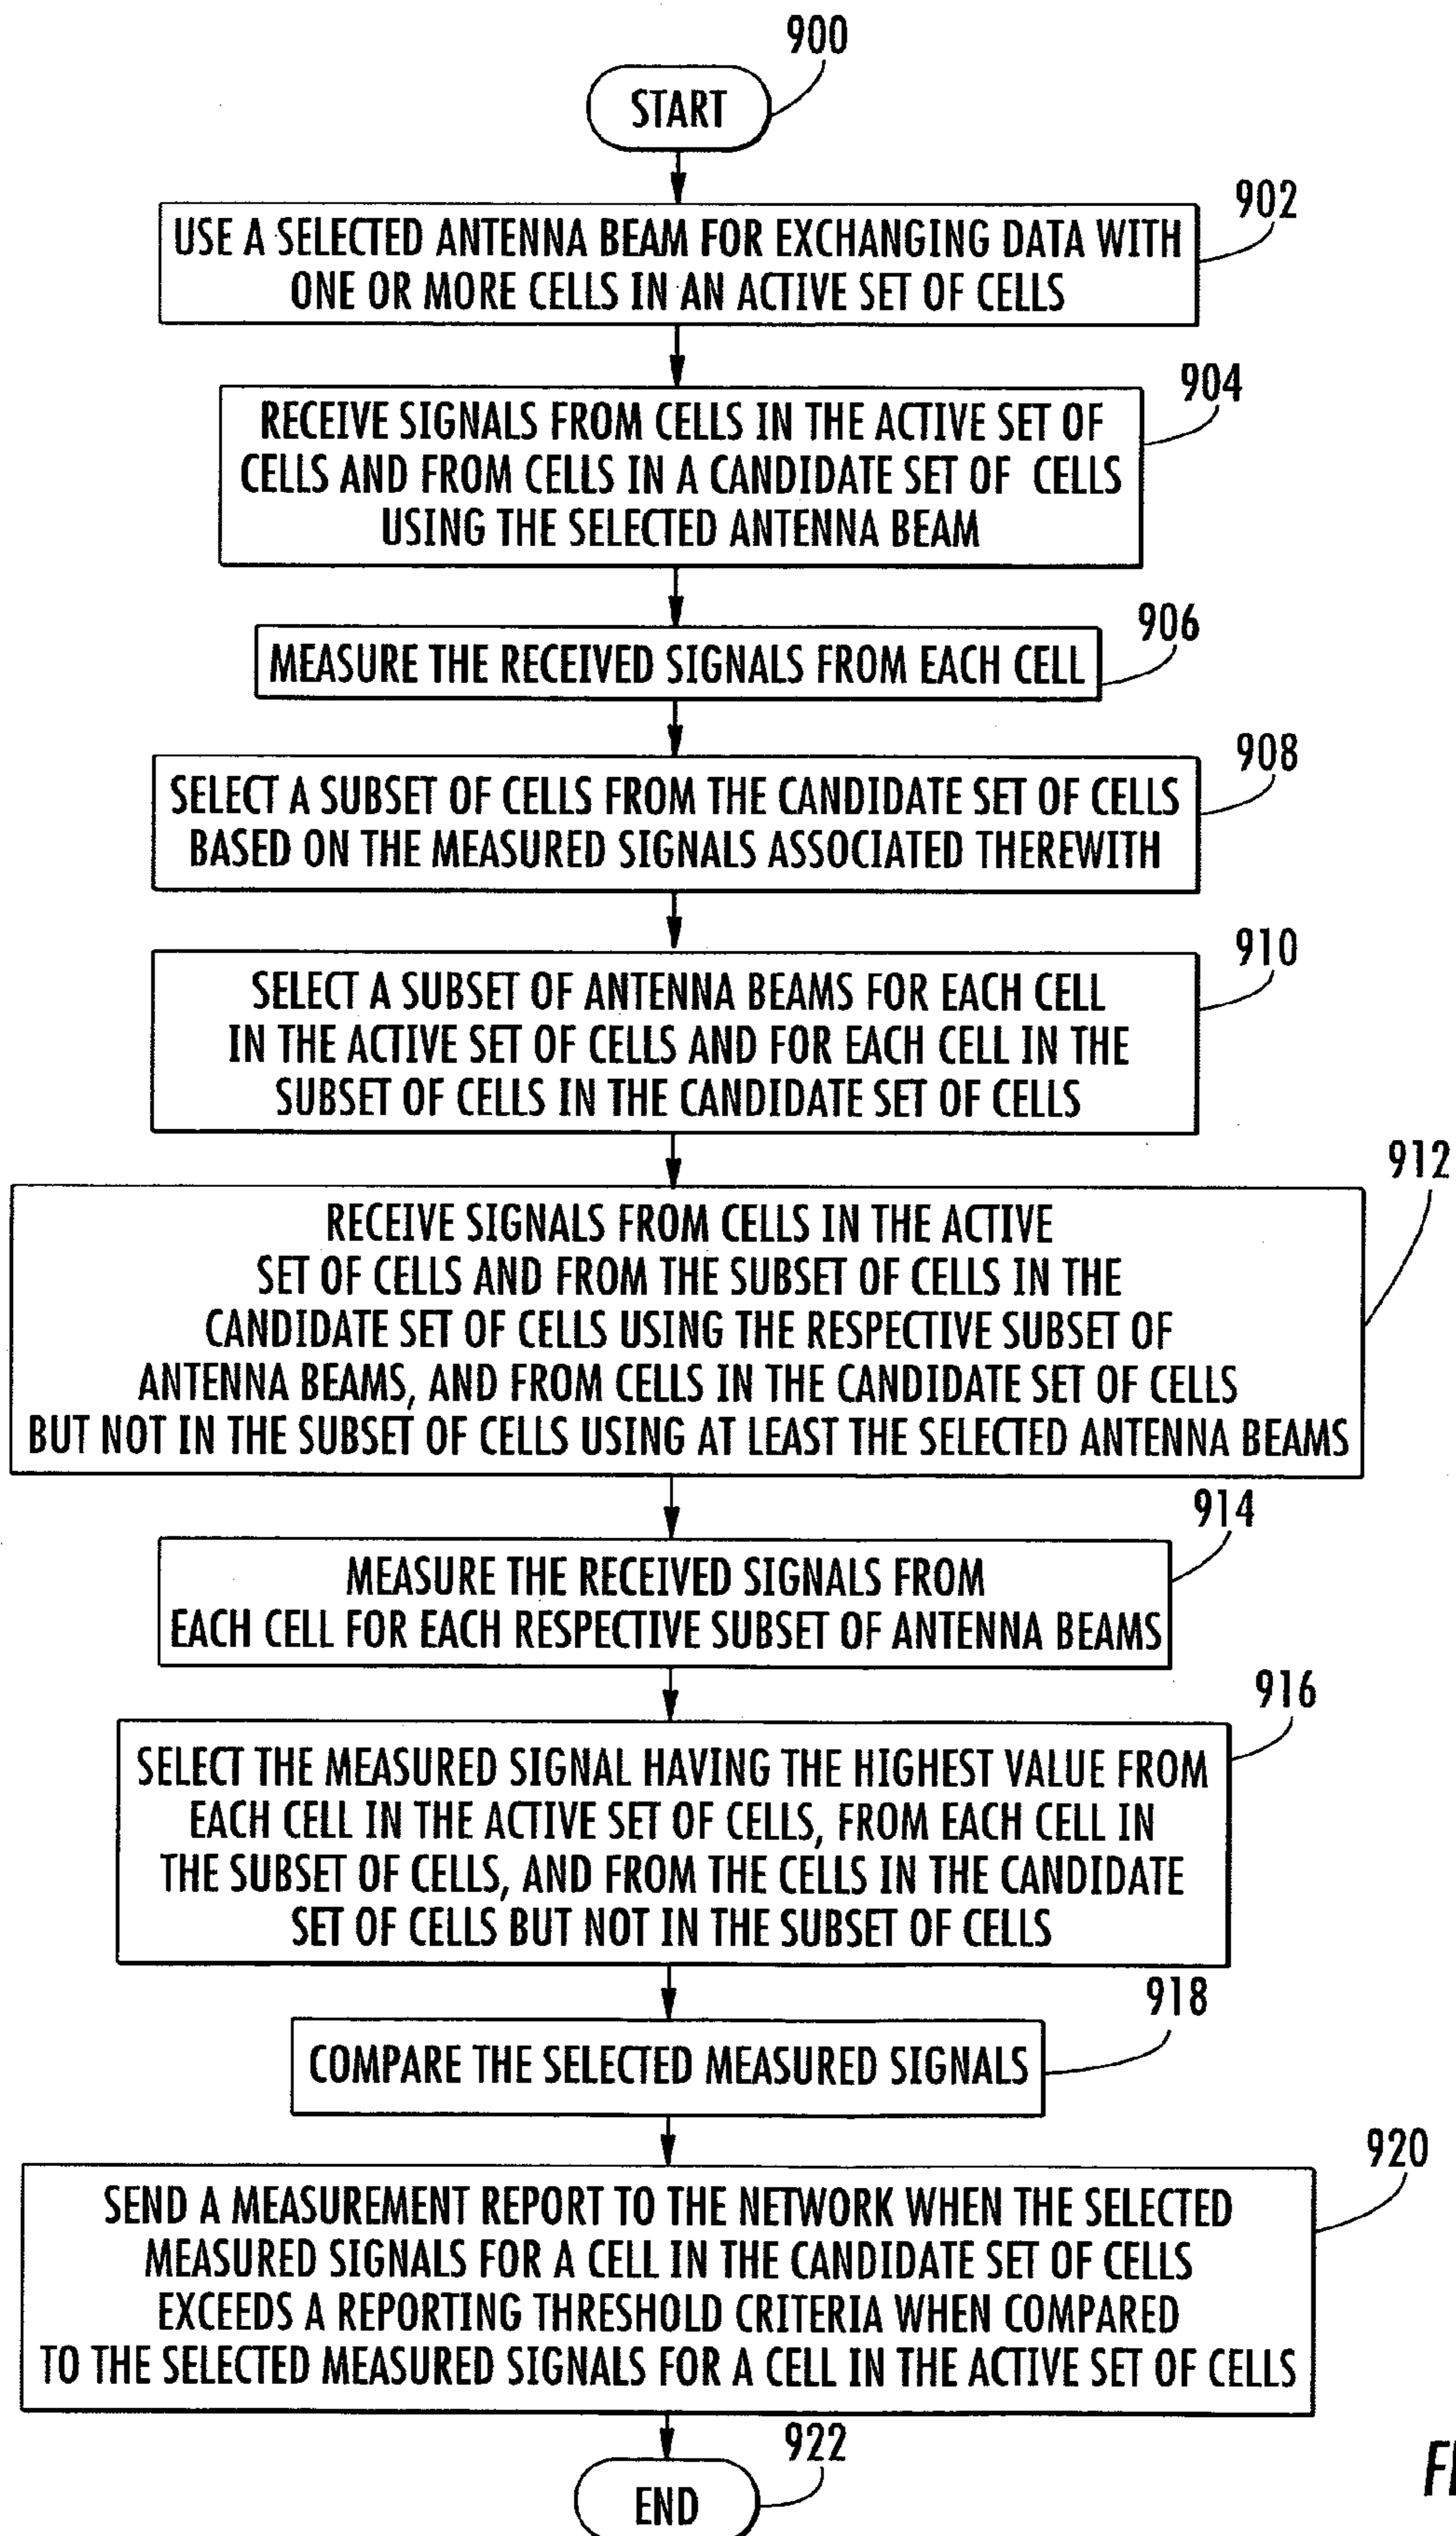 900
START
902
USE A SELECTED ANTENNA BEAM FOR EXCHANGING DATA WITH
ONE OR MORE CELLS IN AN ACTIVE SET OF CELLS
904
RECEIVE SIGNALS FROM CELLS IN THE ACTIVE SET OF
CELLS AND FROM CELLS IN A CANDIDATE SET OF CELLS
USING THE SELECTED ANTENNA BEAM
906
MEASURE THE RECEIVED SIGNALS FROM EACH CELL
908
SELECT A SUBSET OF CELLS FROM THE CANDIDATE SET OF CELLS
BASED ON THE MEASURED SIGNALS ASSOCIATED THEREWITH
910
SELECT A SUBSET OF ANTENNA BEAMS FOR EACH CELL
IN THE ACTIVE SET OF CELLS AND FOR EACH CELL IN THE
SUBSET OF CELLS IN THE CANDIDATE SET OF CELLS
912
RECEIVE SIGNALS FROM CELLS IN THE ACTIVE
SET OF CELLS AND FROM THE SUBSET OF CELLS IN THE
CANDIDATE SET OF CELLS USING THE RESPECTIVE SUBSET OF
ANTENNA BEAMS, AND FROM CELLS IN THE CANDIDATE SET OF CELLS
BUT NOT IN THE SUBSET OF CELLS USING AT LEAST THE SELECTED ANTENNA BEAMS
914
MEASURE THE RECEIVED SIGNALS FROM
EACH CELL FOR EACH RESPECTIVE SUBSET OF ANTENNA BEAMS
916
SELECT THE MEASURED SIGNAL HAVING THE HIGHEST VALUE FROM
EACH CELL IN THE ACTIVE SET OF CELLS, FROM EACH CELL IN
THE SUBSET OF CELLS, AND FROM THE CELLS IN THE CANDIDATE
SET OF CELLS BUT NOT IN THE SUBSET OF CELLS
918
COMPARE THE SELECTED MEASURED SIGNALS
920
SEND A MEASUREMENT REPORT TO THE NETWORK WHEN THE SELECTED
MEASURED SIGNALS FOR A CELL IN THE CANDIDATE SET OF CELLS
EXCEEDS A REPORTING THRESHOLD CRITERIA WHEN COMPARED
TO THE SELECTED MEASURED SIGNALS FOR A CELL IN THE ACTIVE SET OF CELLS
922
END